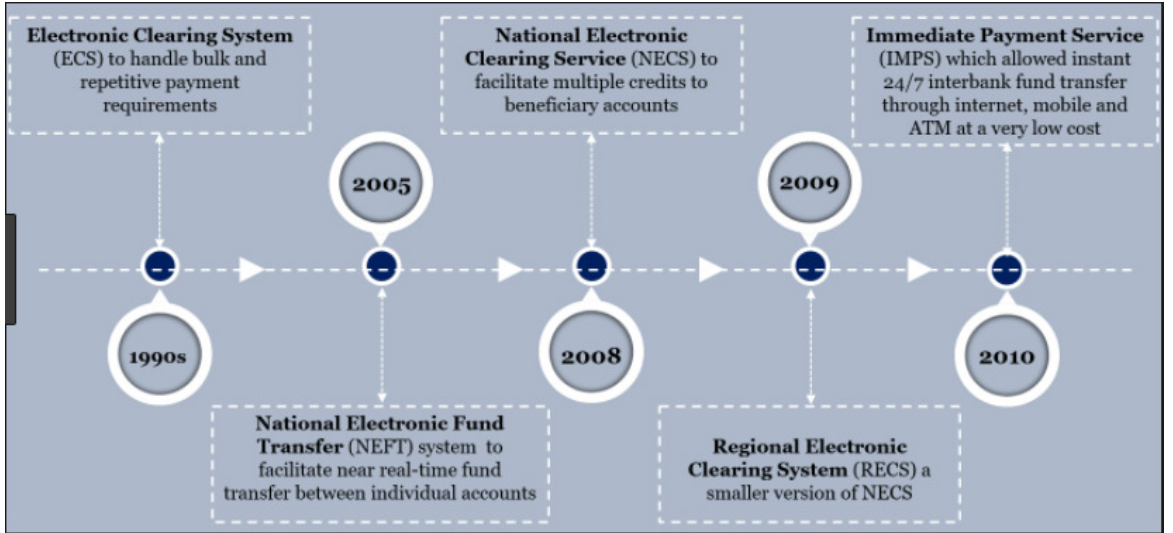 Electronic Clearing System
(ECS) to handle bulk and
repetitive payment
requirements
National Electronic
Clearing Service (NECS) to
facilitate multiple credits to
beneficiary accounts
Immediate Payment Service
(IMPS) which allowed instant
24/7 interbank fund transfer
through internet, mobile and
ATM at a very low cost
2005
2009
1990s
2008
2010
National Electronic Fund
Transfer (NEFT) system to
facilitate near real-time fund
transfer between individual accounts
Regional Electronic
Clearing System (RECS) a
smaller version of NECS